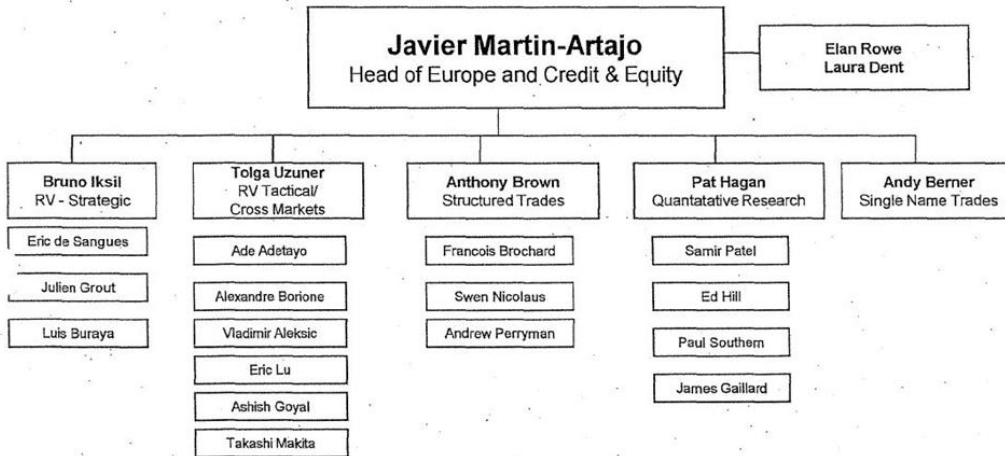 Javier Martin-Artajo
Head of Europe and Credit & Equity
Elan Rowe
Laura Dent
Bruno Iksil
RV - Strategic
Eric de Sangues
Julien Grout
Luis Buraya
Tolga Uzuner
RV Tactical/
Cross Markets
Ade Adetayo
Alexandre Borione
Vladimir Aleksic
Eric Lu
Ashish Goyal
Takashi Makita
Anthony Brown
Structured Trades
Francois Brochard
Swen Nicolaus
Andrew Perryman
Pat Hagan
Quantatative Research
Samir Patel
Ed Hill
Paul Southern
James Gaillard
Andy Berner
Single Name Trades